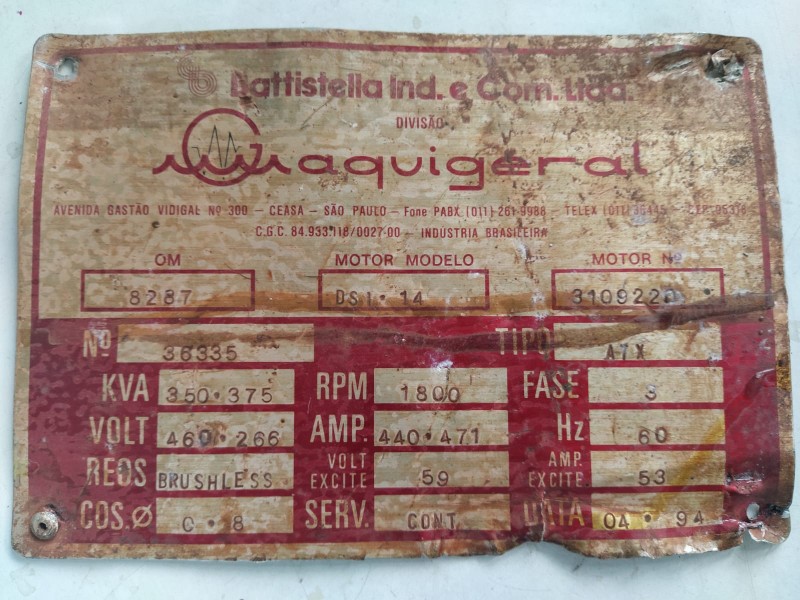 Battistella Ind. e Com. Ltda.
DIVISÃO
maquigeral
AVENIDA GASTÃO VIDIGAL Nº 300 – CEASA – SÃO PAULO – Fone PABX (011) 261-9988 – TELEX (011)
C.G.C. 84.933.118/0027-00 – INDUSTRIA BRASILEIRA
OM MOTOR MODELO MOTOR Nº
8287 DSI·14
Nº 36335 TIPO A7X
KVA 350·375 RPM 1800 FASE 3
VOLT 460·266 AMP. 440·471 Hz 60
REOS BRUSHLESS VOLT EXCITE 59 AMP. EXCITE 53
COS.Ø 0·8 SERV. CONT DATA 04·94